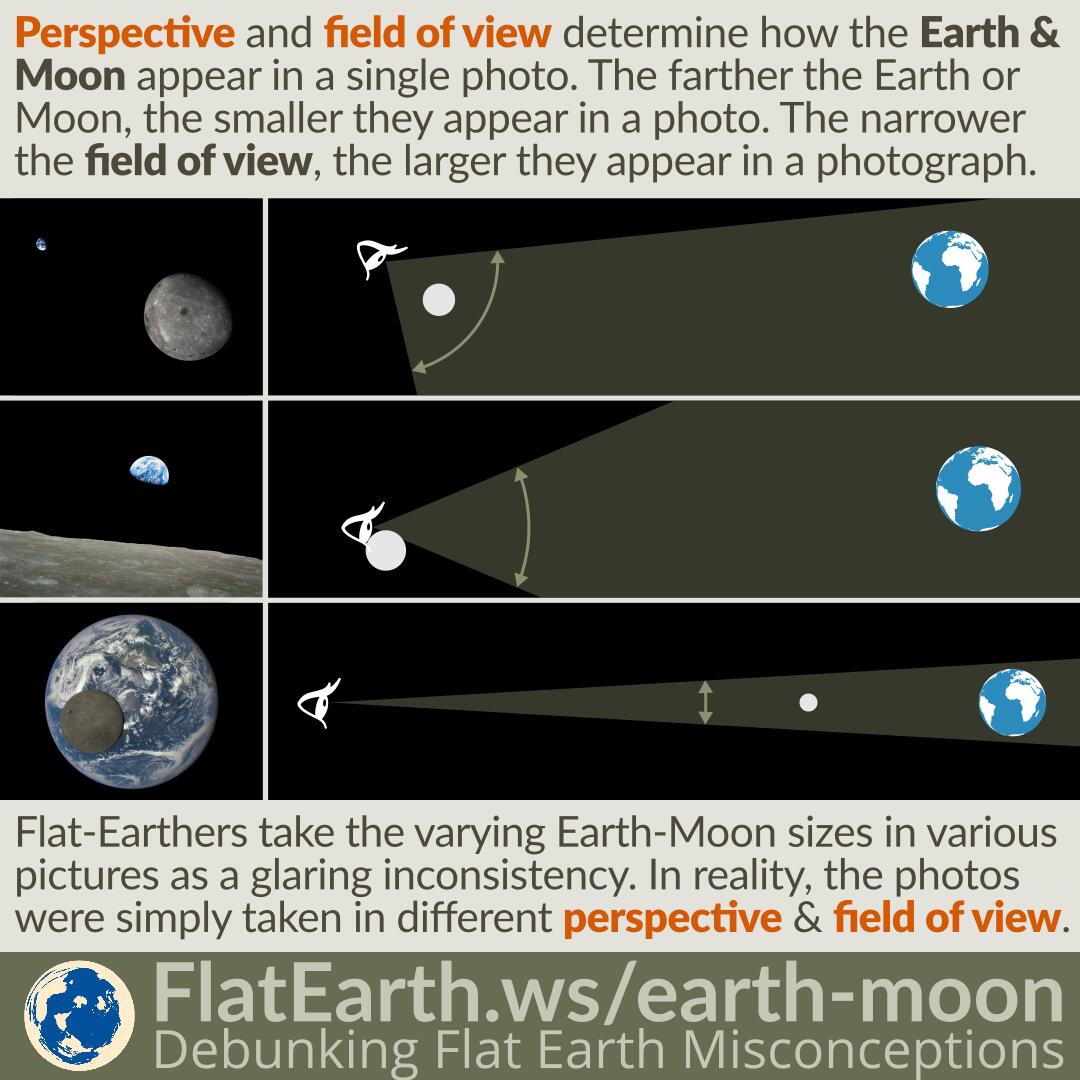 Perspective and field of view determine how the Earth &
Moon appear in a single photo. The farther the Earth or
Moon, the smaller they appear in a photo. The narrower
the field of view, the larger they appear in a photograph.
Flat-Earthers take the varying Earth-Moon sizes in various
pictures as a glaring inconsistency. In reality, the photos
were simply taken in different perspective & field of view.
FlatEarth.ws/earth-moon
Debunking Flat Earth Misconceptions